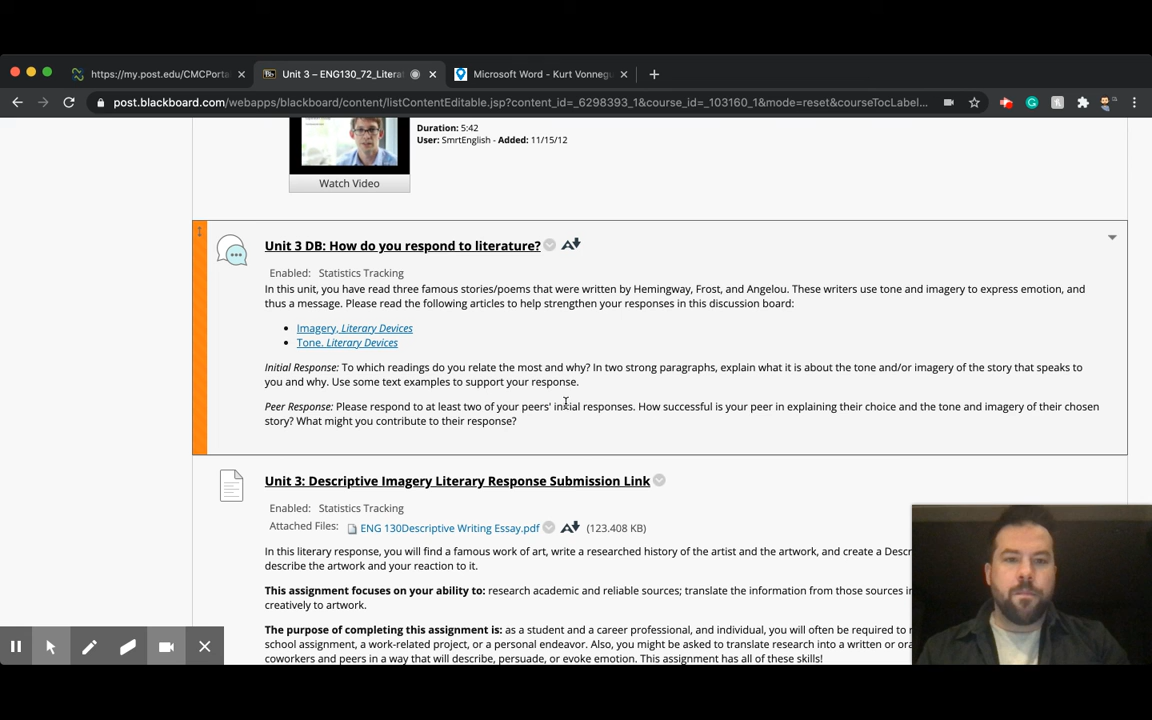 https://my.post.edu/CMCPorta
Unit 3 – ENG130_72_Literat
Microsoft Word - Kurt Vonnegu
post.blackboard.com/webapps/blackboard/content/listContentEditable.jsp?content_id=_6298393_1&course_id=_103160_1&mode=reset&courseTocLabel...
Duration: 5:42
User: SmrtEnglish - Added: 11/15/12
Watch Video
Unit 3 DB: How do you respond to literature?
Enabled: Statistics Tracking
In this unit, you have read three famous stories/poems that were written by Hemingway, Frost, and Angelou. These writers use tone and imagery to express emotion, and
thus a message. Please read the following articles to help strengthen your responses in this discussion board:
Imagery, Literary Devices
Tone. Literary Devices
Initial Response: To which readings do you relate the most and why? In two strong paragraphs, explain what it is about the tone and/or imagery of the story that speaks to
you and why. Use some text examples to support your response.
Peer Response: Please respond to at least two of your peers' initial responses. How successful is your peer in explaining their choice and the tone and imagery of their chosen
story? What might you contribute to their response?
Unit 3: Descriptive Imagery Literary Response Submission Link
Enabled: Statistics Tracking
Attached Files: ENG 130Descriptive Writing Essay.pdf (123.408 KB)
In this literary response, you will find a famous work of art, write a researched history of the artist and the artwork, and create a Descr
describe the artwork and your reaction to it.
This assignment focuses on your ability to: research academic and reliable sources; translate the information from those sources in
creatively to artwork.
The purpose of completing this assignment is: as a student and a career professional, and individual, you will often be required to r
school assignment, a work-related project, or a personal endeavor. Also, you might be asked to translate research into a written or ora
coworkers and peers in a way that will describe, persuade, or evoke emotion. This assignment has all of these skills!